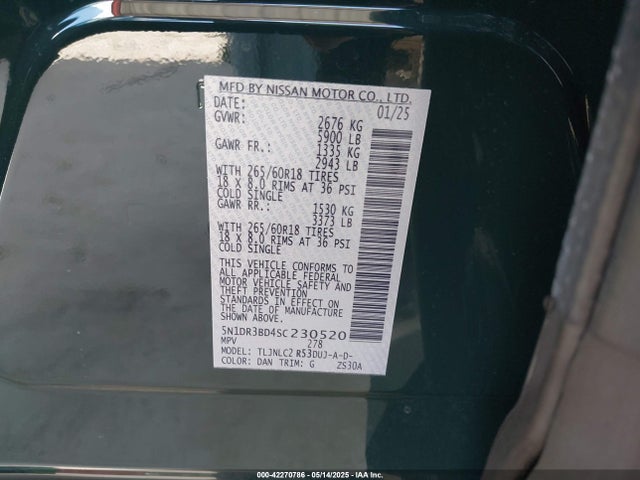 MFD BY NISSAN MOTOR CO., LTD.
DATE: 01/25
GVWR: 2676 KG
5900 LB
GAWR FR.: 1335 KG
2943 LB
WITH 265/60R18 TIRES
18 X 8.0 RIMS AT 36 PSI
COLD SINGLE
GAWR RR.: 1530 KG
3373 LB
WITH 265/60R18 TIRES
18 X 8.0 RIMS AT 36 PSI
COLD SINGLE
THIS VEHICLE CONFORMS TO
ALL APPLICABLE FEDERAL
MOTOR VEHICLE SAFETY AND
THEFT PREVENTION
STANDARDS IN EFFECT ON
THE DATE OF MANUFACTURE
SHOWN ABOVE.
5N1DR3BD4SC230520
MPV 278
MODEL: TLJNLC2 R53DUJ-A-D-
COLOR: DAN TRIM: G ZS30A
000-42270786 - 05/14/2025 - IAA Inc.